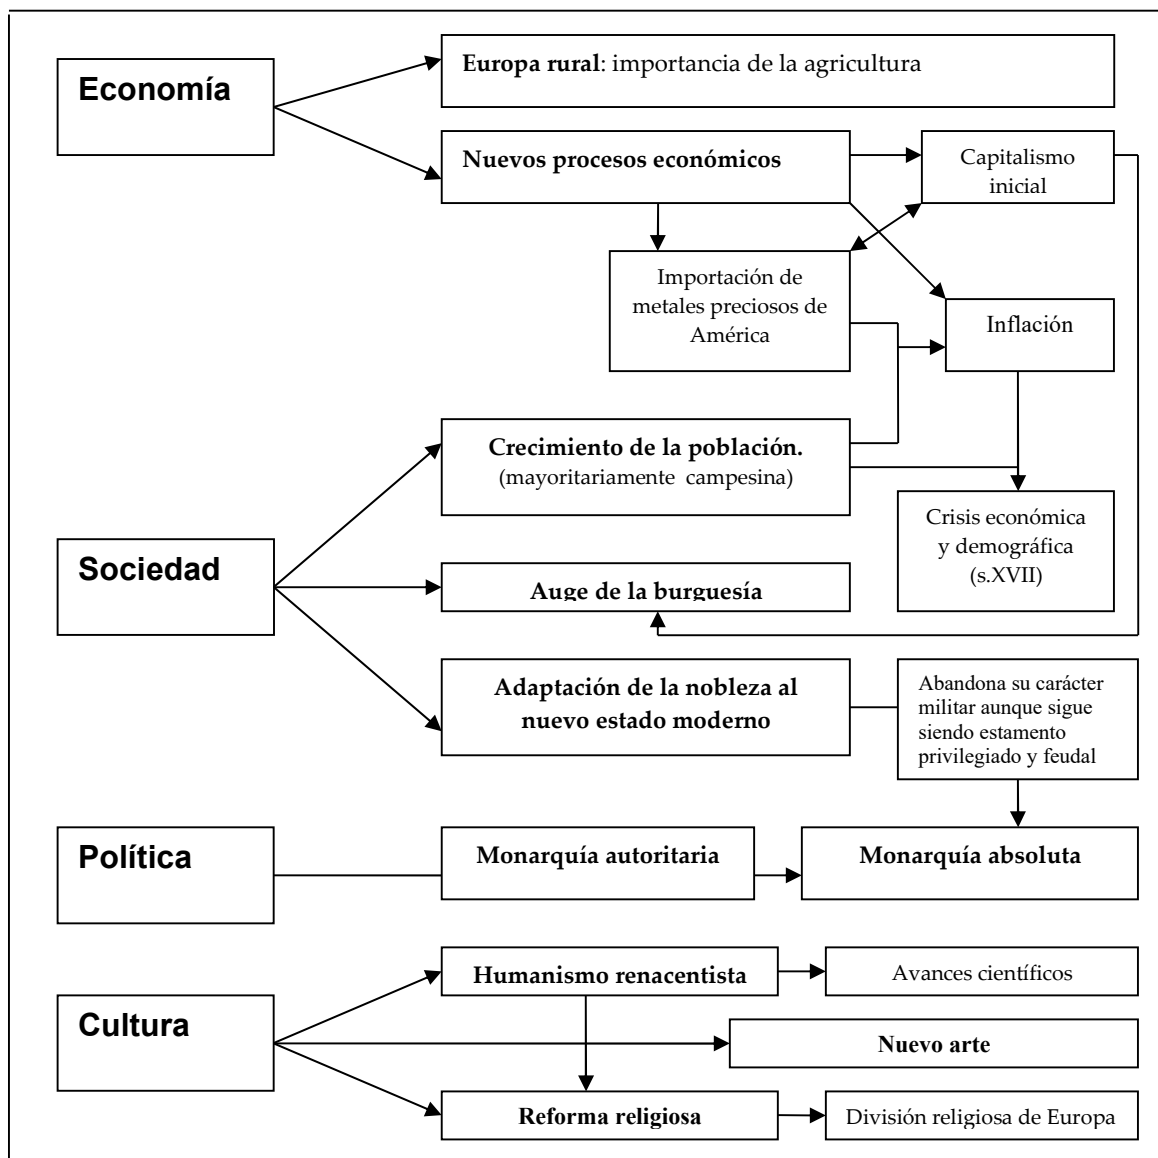 Economía
Europa rural: importancia de la agricultura
Nuevos procesos económicos
Capitalismo
inicial
Importación de
metales preciosos de
América
Inflación
Sociedad
Crecimiento de la población.
(mayoritariamente campesina)
Crisis económica
y demográfica
(s.XVII)
Auge de la burguesía
Adaptación de la nobleza al
nuevo estado moderno
Abandona su carácter
militar aunque sigue
siendo estamento
privilegiado y feudal
Política
Monarquía autoritaria
Monarquía absoluta
Cultura
Humanismo renacentista
Avances científicos
Nuevo arte
Reforma religiosa
División religiosa de Europa